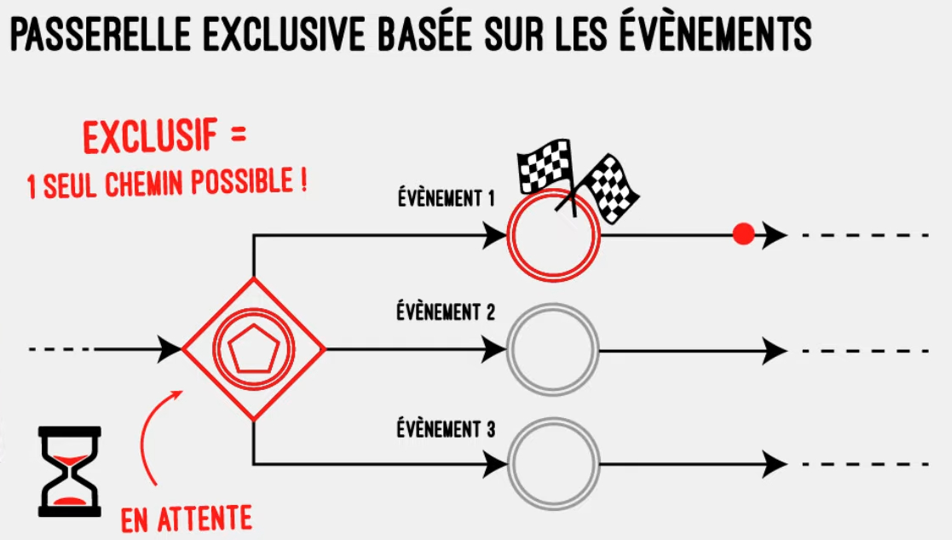 PASSERELLE EXCLUSIVE BASÉE SUR LES ÉVÈNEMENTS
EXCLUSIF =
1 SEUL CHEMIN POSSIBLE !
ÉVÈNEMENT 1
ÉVÈNEMENT 2
ÉVÈNEMENT 3
EN ATTENTE